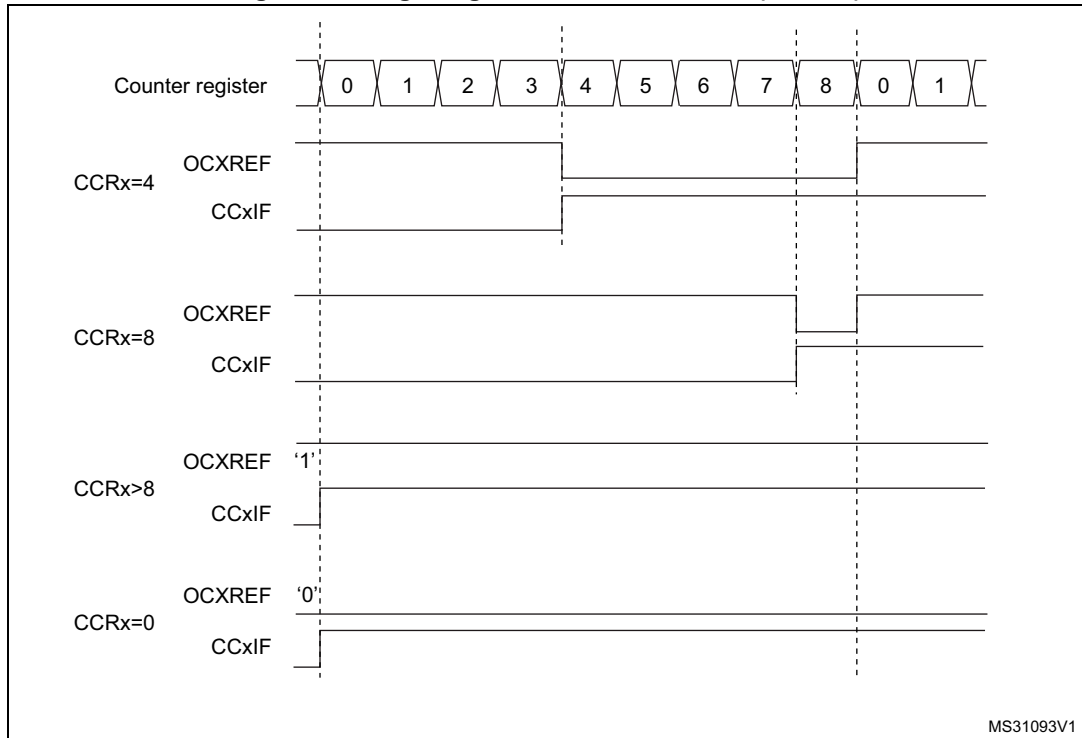 Counter register 0 1 2 3 4 5 6 7 8 0 1
OCXREF
CCRx=4
CCxIF
OCXREF
CCRx=8
CCxIF
OCXREF ‘1’
CCRx>8
CCxIF
OCXREF ‘0’
CCRx=0
CCxIF
MS31093V1